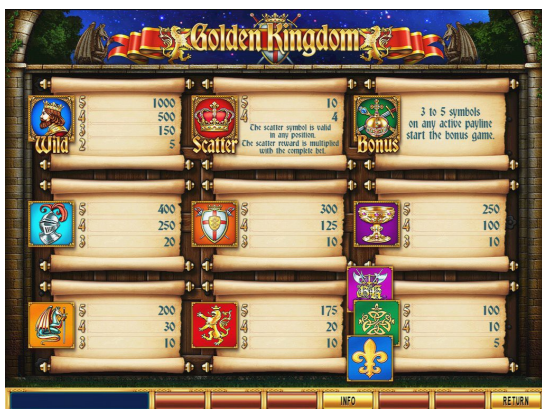 Golden Kingdom
Wild
5 1000
4 500
3 150
2 5
Scatter
5 10
4 4
The scatter symbol is valid
in any position.
The scatter reward is multiplied
with the complete bet.
Bonus
3 to 5 symbols
on any active payline
start the bonus game.
5 400
4 250
3 20
5 300
4 125
3 10
5 250
4 100
3 10
5 200
4 30
3 10
5 175
4 20
3 10
GK
5 100
4 10
3 5
INFO
RETURN